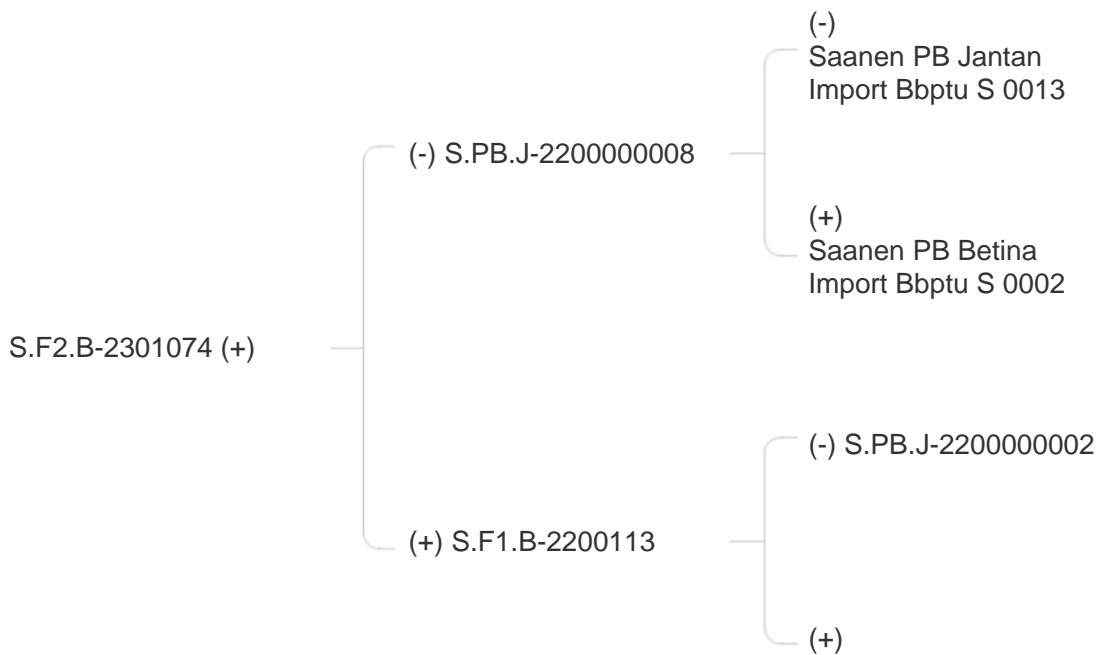 (-)
Saanen PB Jantan
Import Bbptu S 0013
(-) S.PB.J-2200000008
(+)
Saanen PB Betina
Import Bbptu S 0002
S.F2.B-2301074 (+)
(-) S.PB.J-2200000002
(+) S.F1.B-2200113
(+)